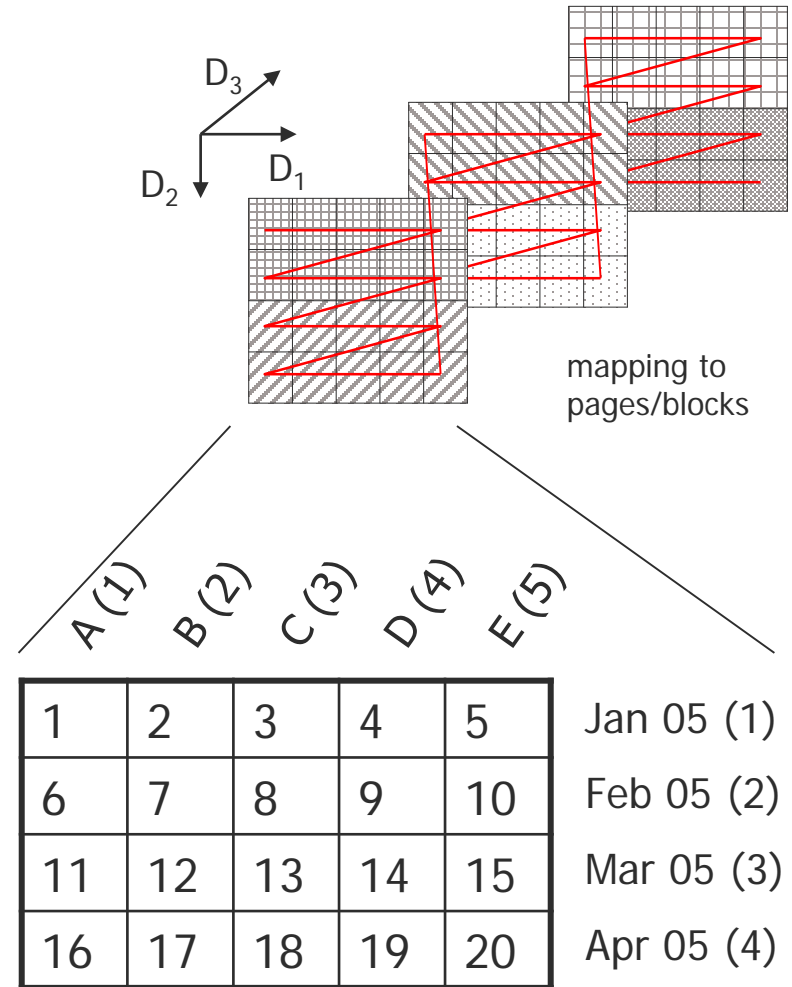 D₃
D₁
D₂
mapping to
pages/blocks
A (1) B (2) C (3) D (4) E (5)
1 2 3 4 5 Jan 05 (1)
6 7 8 9 10 Feb 05 (2)
11 12 13 14 15 Mar 05 (3)
16 17 18 19 20 Apr 05 (4)